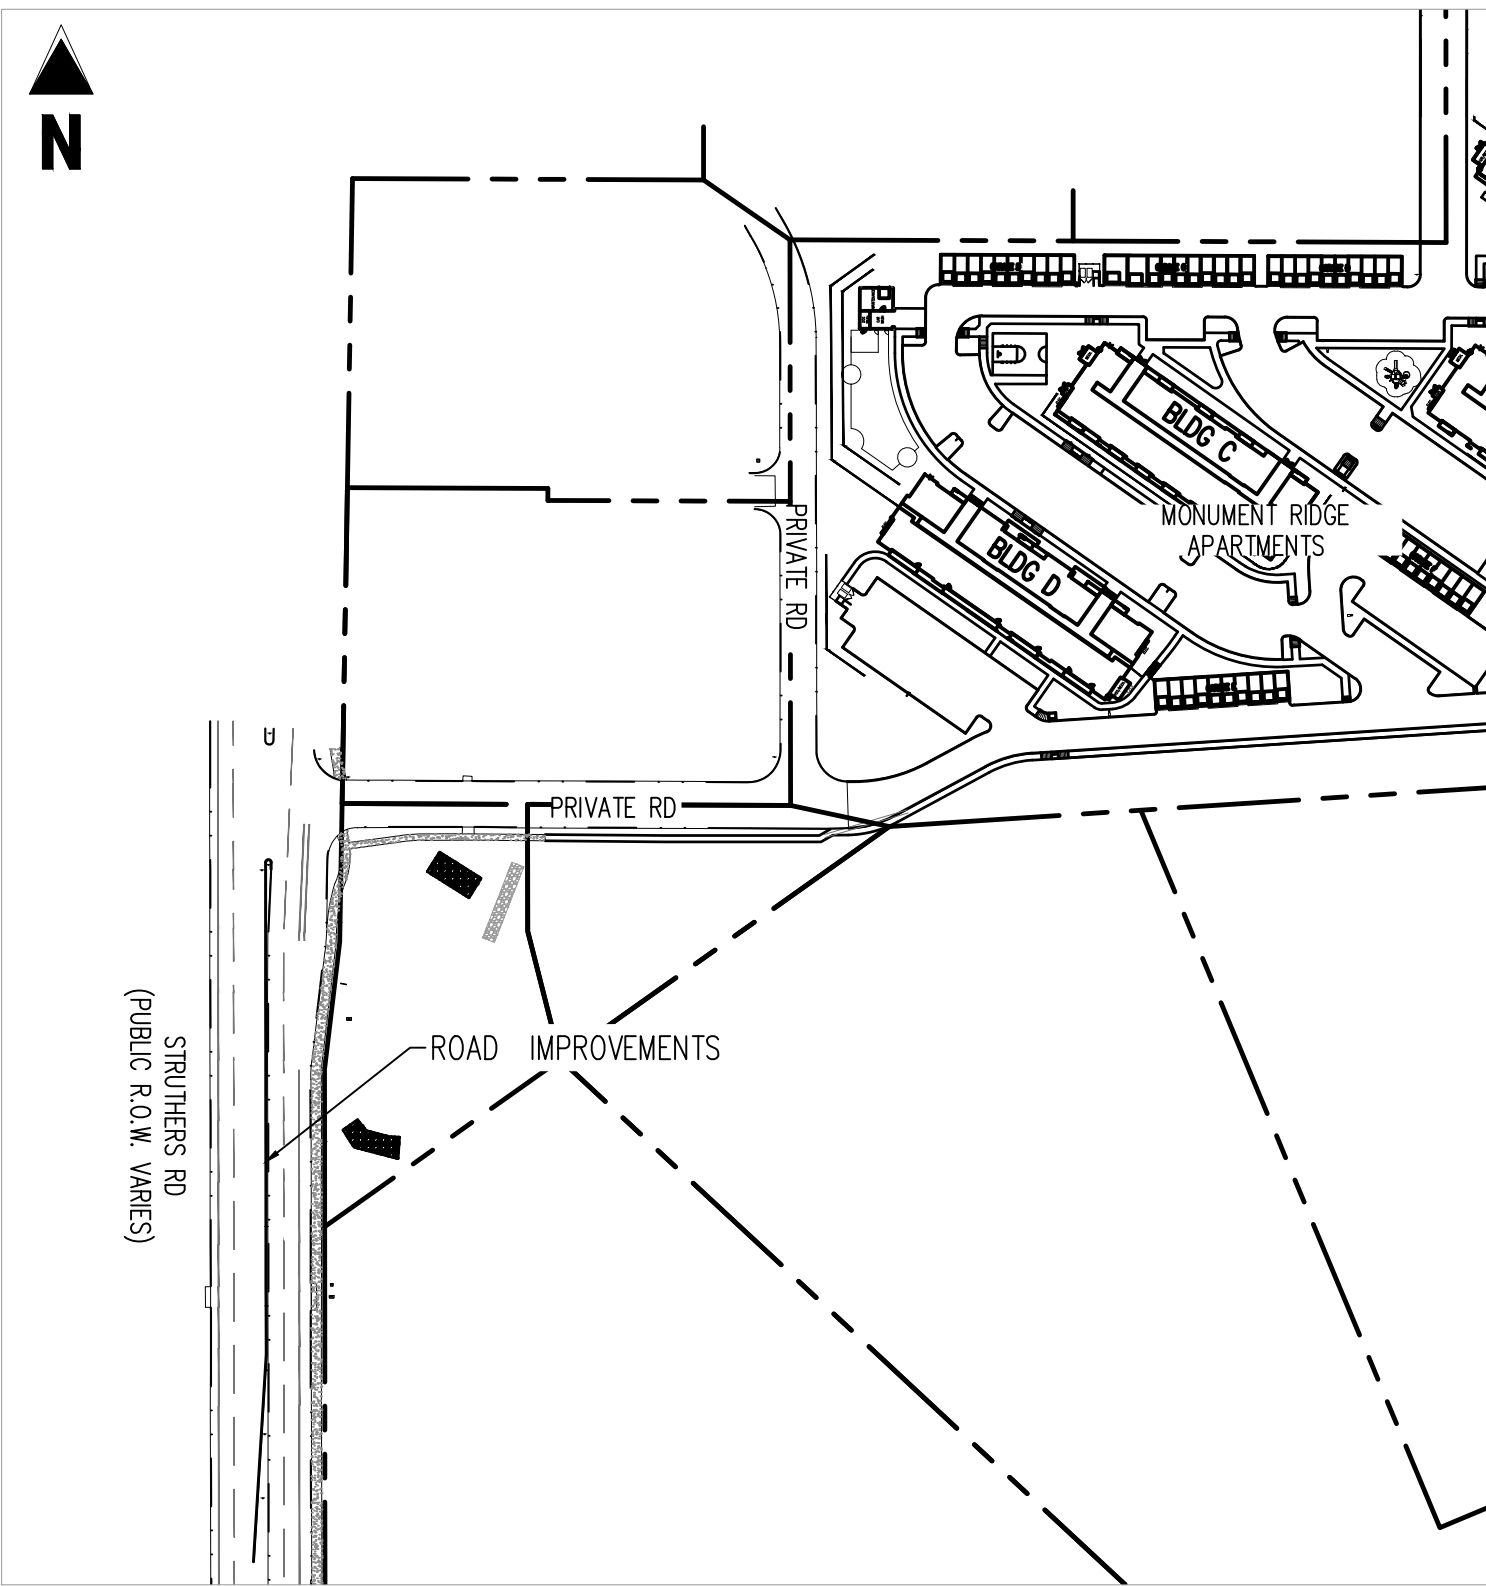 N
BLDG C
MONUMENT RIDGE
APARTMENTS
PRIVATE RD
BLDG D
PRIVATE RD
ROAD IMPROVEMENTS
STRUTHERS RD
(PUBLIC R.O.W. VARIES)